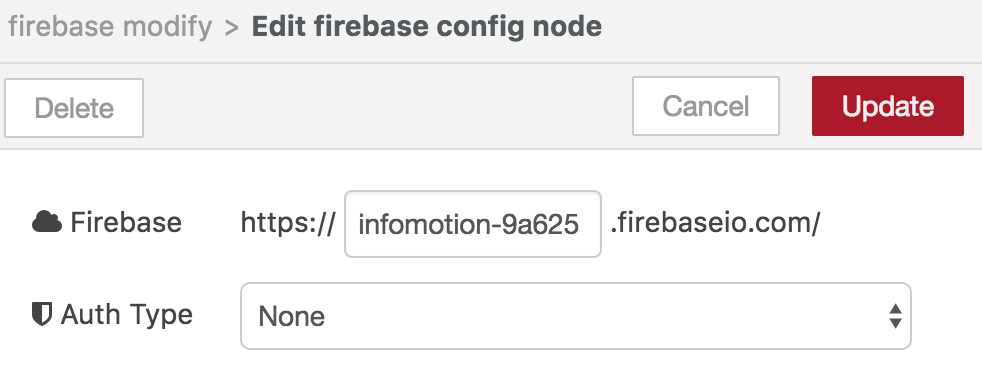 firebase modify > Edit firebase config node
Delete Cancel Update
Firebase https:// infomotion-9a625 .firebaseio.com/
Auth Type None